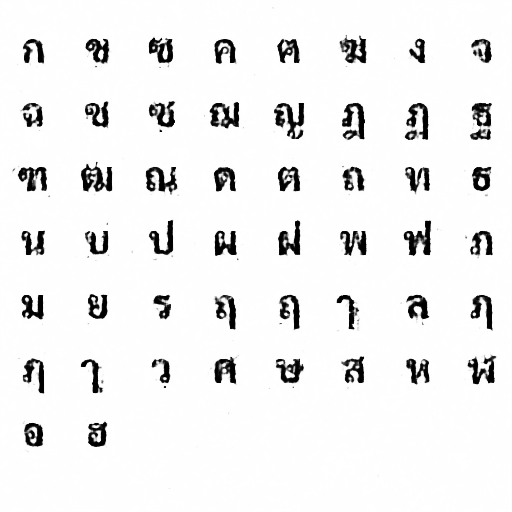 ก ข ฃ ค ฅ ฆ ง จ
ฉ ช ซ ฌ ญ ฎ ฏ ฐ
ฑ ฒ ณ ด ต ถ ท ธ
น บ ป ผ ฝ พ ฟ ภ
ม ย ร ฤ ฤ ๅ ล ฦ
ฦ ๅ ว ศ ษ ส ห ฬ
อ ฮ